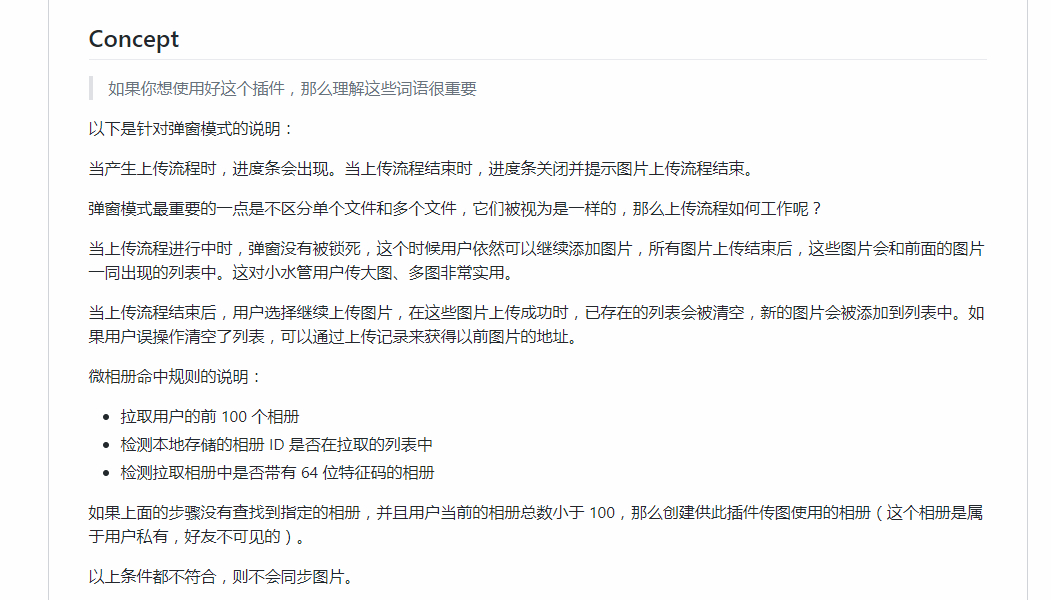 Concept
如果你想使用好这个插件，那么理解这些词语很重要
以下是针对弹窗模式的说明：
当产生上传流程时，进度条会出现。当上传流程结束时，进度条关闭并提示图片上传流程结束。
弹窗模式最重要的一点是不区分单个文件和多个文件，它们被视为是一样的，那么上传流程如何工作呢？
当上传流程进行中时，弹窗没有被锁死，这个时候用户依然可以继续添加图片，所有图片上传结束后，这些图片会和前面的图片
一同出现的列表中。这对小水管用户传大图、多图非常实用。
当上传流程结束后，用户选择继续上传图片，在这些图片上传成功时，已存在的列表会被清空，新的图片会被添加到列表中。如
果用户误操作清空了列表，可以通过上传记录来获得以前图片的地址。
微相册命中规则的说明：
• 拉取用户的前 100 个相册
• 检测本地存储的相册 ID 是否在拉取的列表中
• 检测拉取相册中是否带有 64 位特征码的相册
如果上面的步骤没有查找到指定的相册，并且用户当前的相册总数小于 100，那么创建供此插件传图使用的相册（这个相册是属
于用户私有，好友不可见的）。
以上条件都不符合，则不会同步图片。